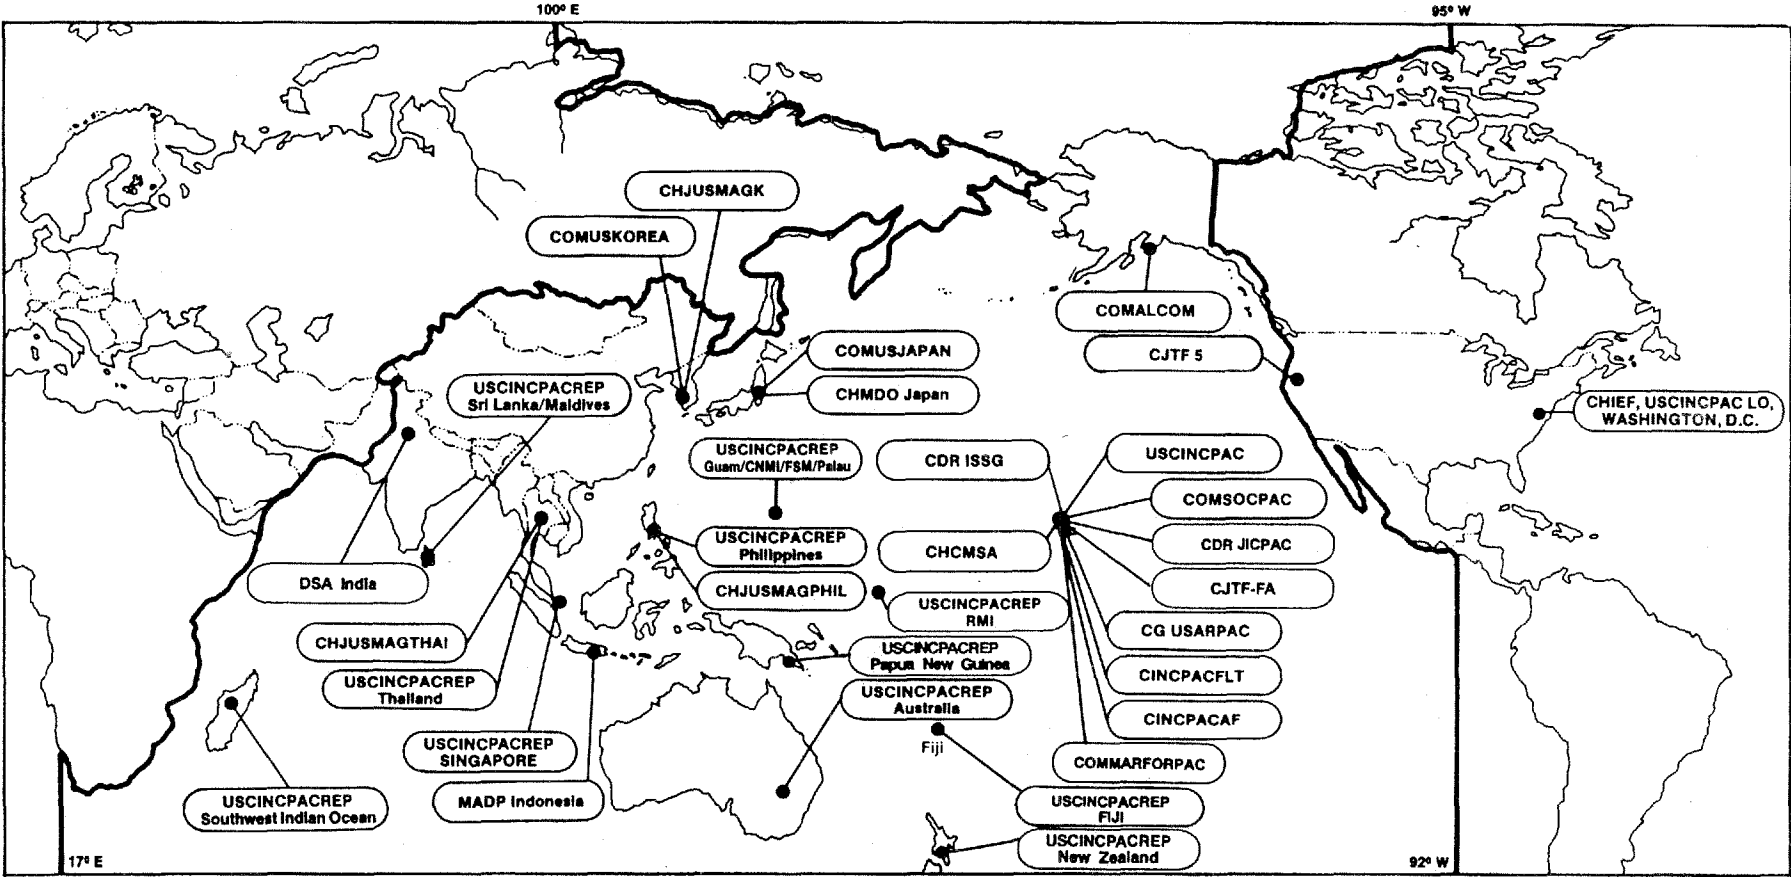 100° E
95° W
CHJUSMAGK
COMUSKOREA
COMALCOM
COMUSJAPAN
CJTF 5
USCINCPACREP
Sri Lanka/Maldives
CHMDO Japan
CHIEF, USCINCPAC LO,
WASHINGTON, D.C.
USCINCPACREP
Guam/CNMI/FSM/Palau
CDR ISSG
USCINCPAC
COMSOCPAC
USCINCPACREP
Philippines
CHCMSA
CDR JICPAC
DSA India
CHJUSMAGPHIL
CJTF-FA
USCINCPACREP
RMI
CHJUSMAGTHAI
CG USARPAC
USCINCPACREP
Papua New Guinea
USCINCPACREP
Thailand
CINCPACFLT
USCINCPACREP
Australia
CINCPACAF
Fiji
USCINCPACREP
SINGAPORE
COMMARFORPAC
USCINCPACREP
Southwest Indian Ocean
MADP Indonesia
USCINCPACREP
FIJI
USCINCPACREP
New Zealand
17° E
92° W